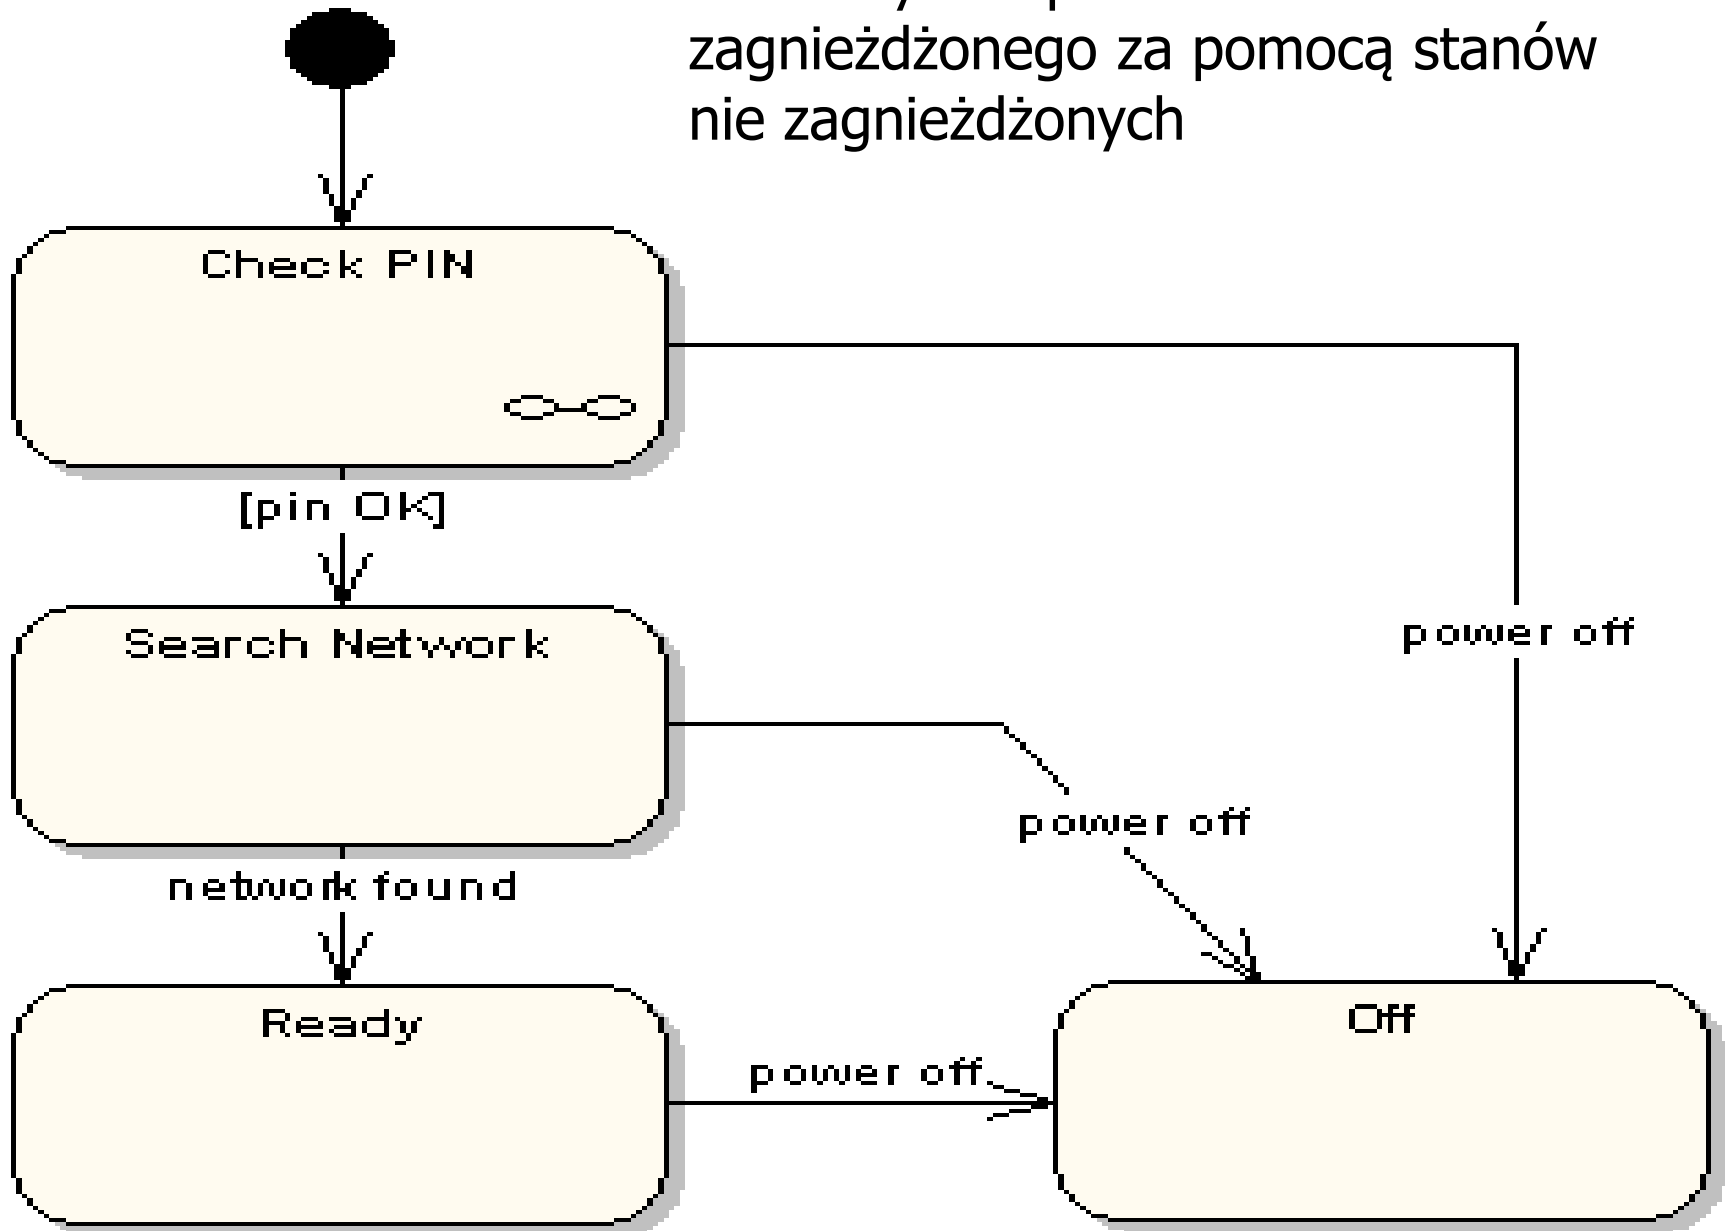 zagnieżdżonego za pomocą stanów
nie zagnieżdżonych
Check PIN
[pin OK]
Search Network
power off
power off
network found
Ready
Off
power off